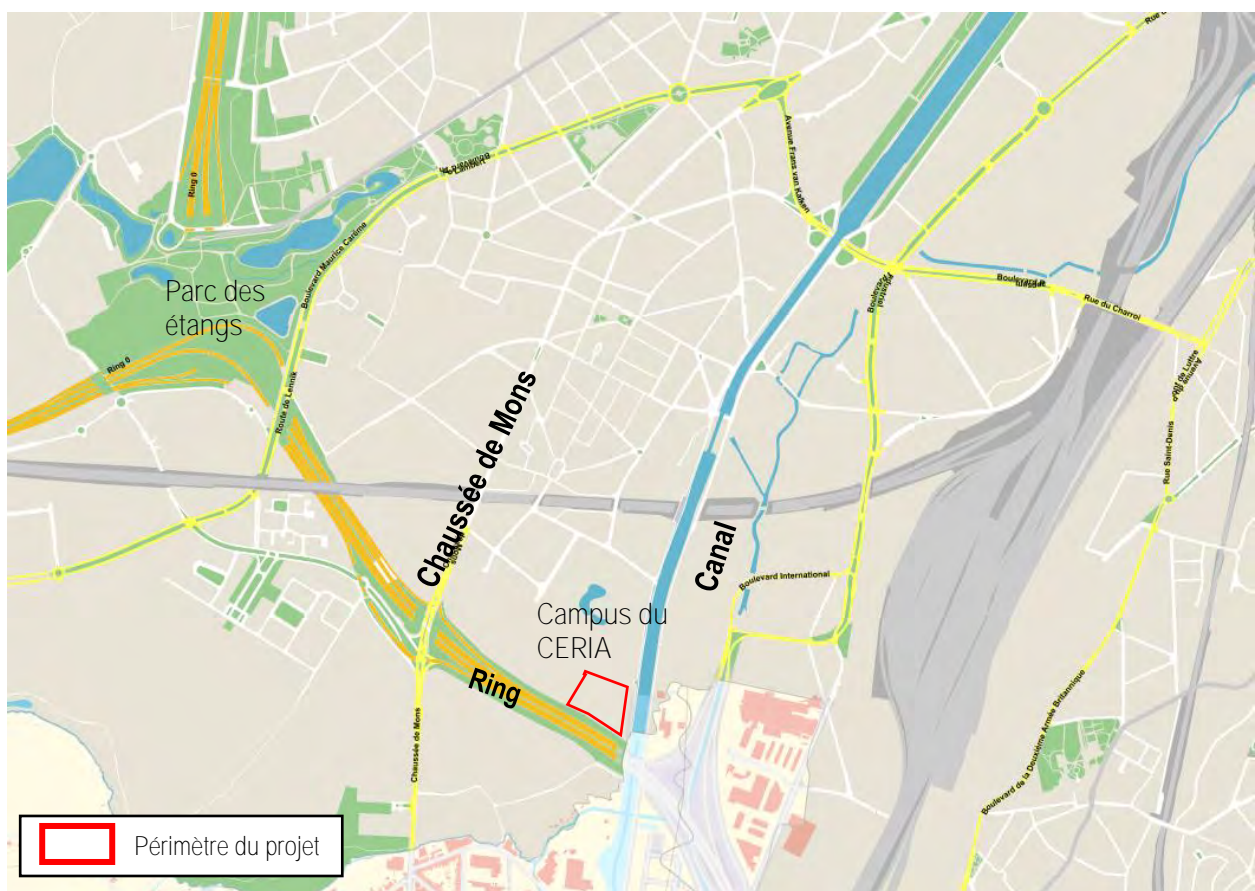 Ring 0
Parc des
étangs
Ring 0
Boulevard Maurice Carême
Route de Lennik
Avenue Frans van Kalken
Rue du Charroi
Rue Saint-Denis
Chaussée de Mons
Canal
Boulevard International
Campus du
CERIA
Ring
Chaussée de Mons
Boulevard de la Deuxième Armée Britannique
Périmètre du projet